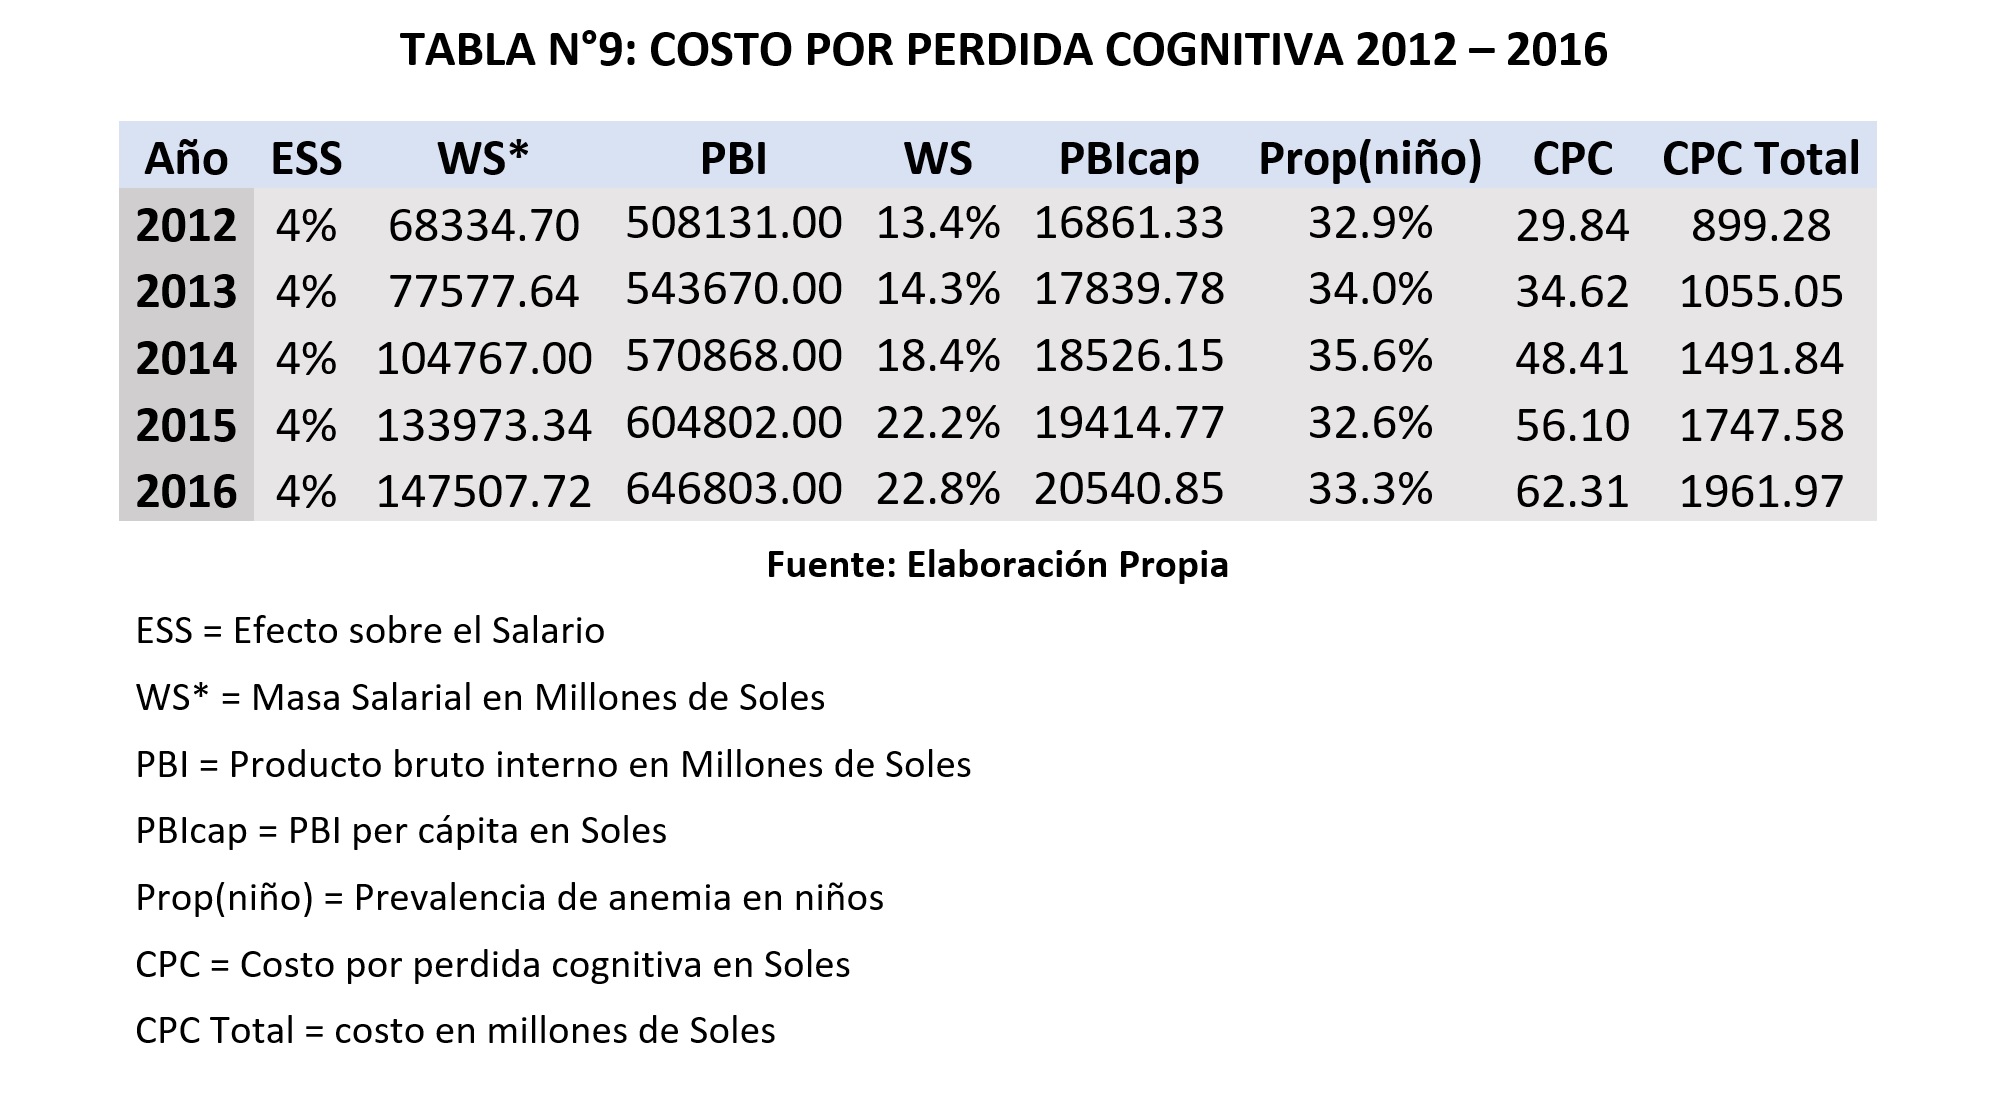 TABLA N°9: COSTO POR PERDIDA COGNITIVA 2012 – 2016
Año ESS WS* PBI WS PBIcap Prop(niño) CPC CPC Total
2012 4% 68334.70 508131.00 13.4% 16861.33 32.9% 29.84 899.28
2013 4% 77577.64 543670.00 14.3% 17839.78 34.0% 34.62 1055.05
2014 4% 104767.00 570868.00 18.4% 18526.15 35.6% 48.41 1491.84
2015 4% 133973.34 604802.00 22.2% 19414.77 32.6% 56.10 1747.58
2016 4% 147507.72 646803.00 22.8% 20540.85 33.3% 62.31 1961.97
Fuente: Elaboración Propia
ESS = Efecto sobre el Salario
WS* = Masa Salarial en Millones de Soles
PBI = Producto bruto interno en Millones de Soles
PBIcap = PBI per cápita en Soles
Prop(niño) = Prevalencia de anemia en niños
CPC = Costo por perdida cognitiva en Soles
CPC Total = costo en millones de Soles